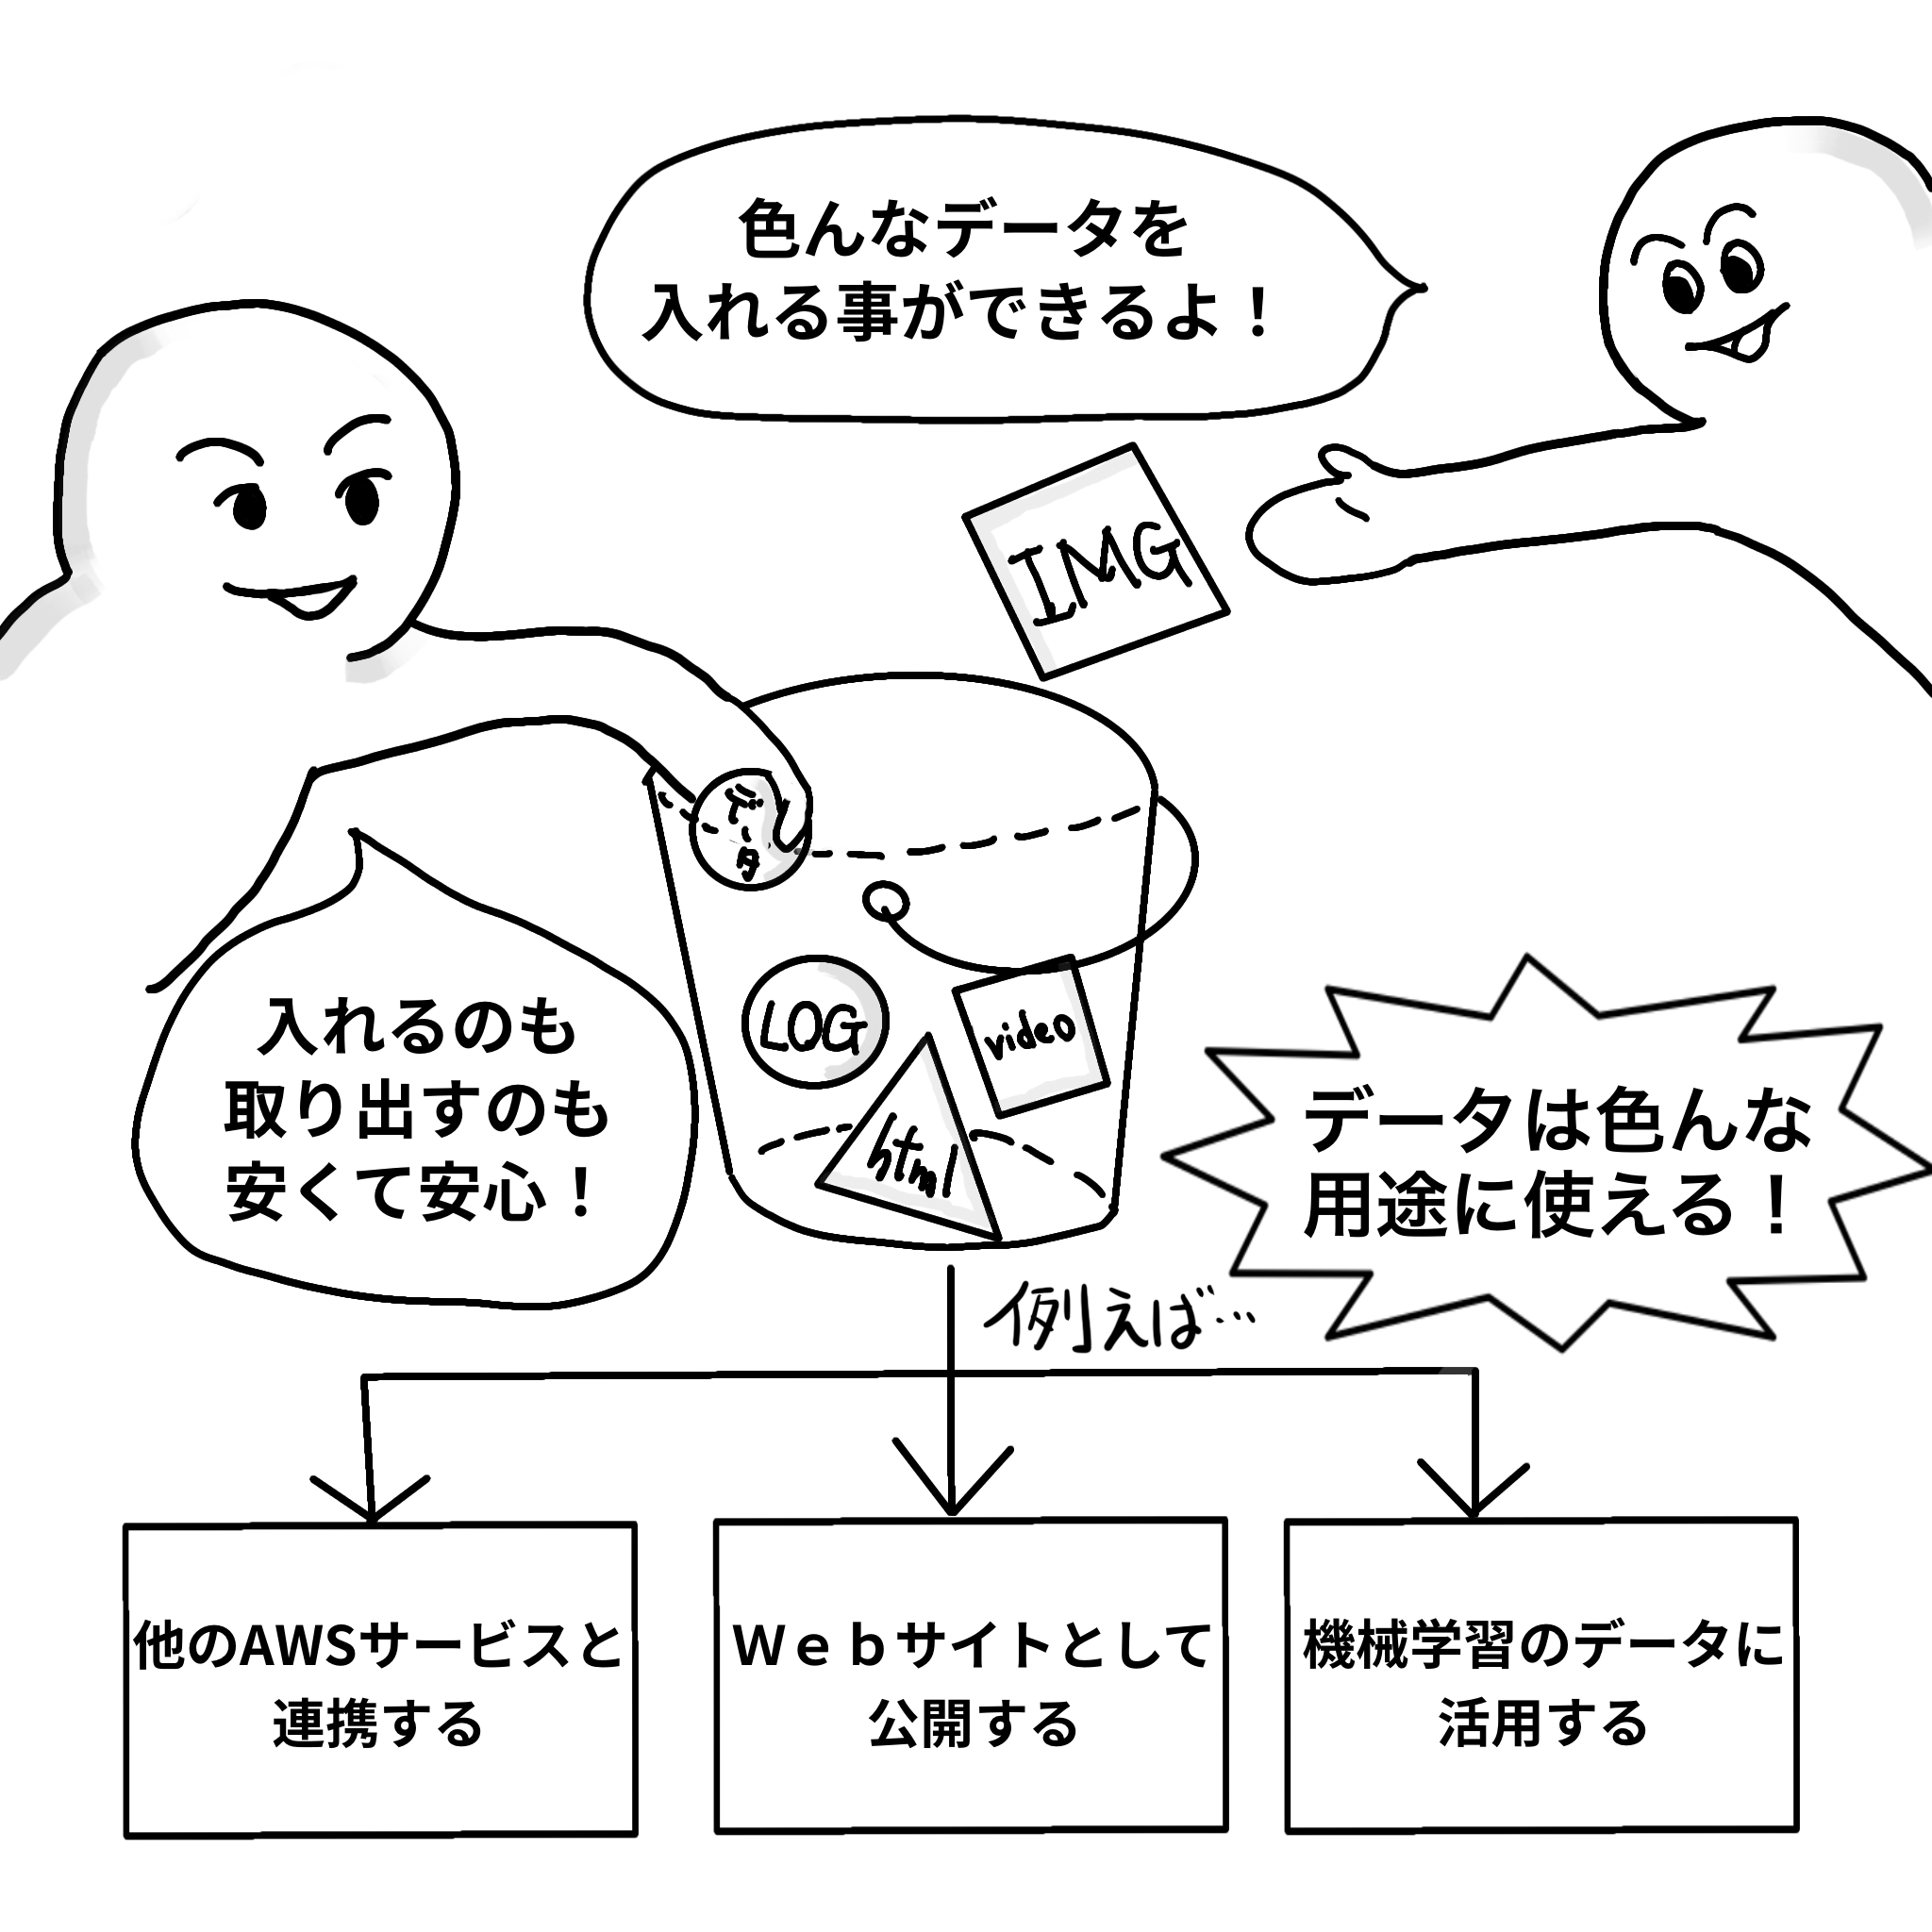 色んなデータを
入れる事ができるよ！
IMG
データ
LOG
video
html
入れるのも
取り出すのも
安くて安心！
データは色んな
用途に使える！
例えば…
他のAWSサービスと
連携する
Ｗｅｂサイトとして
公開する
機械学習のデータに
活用する